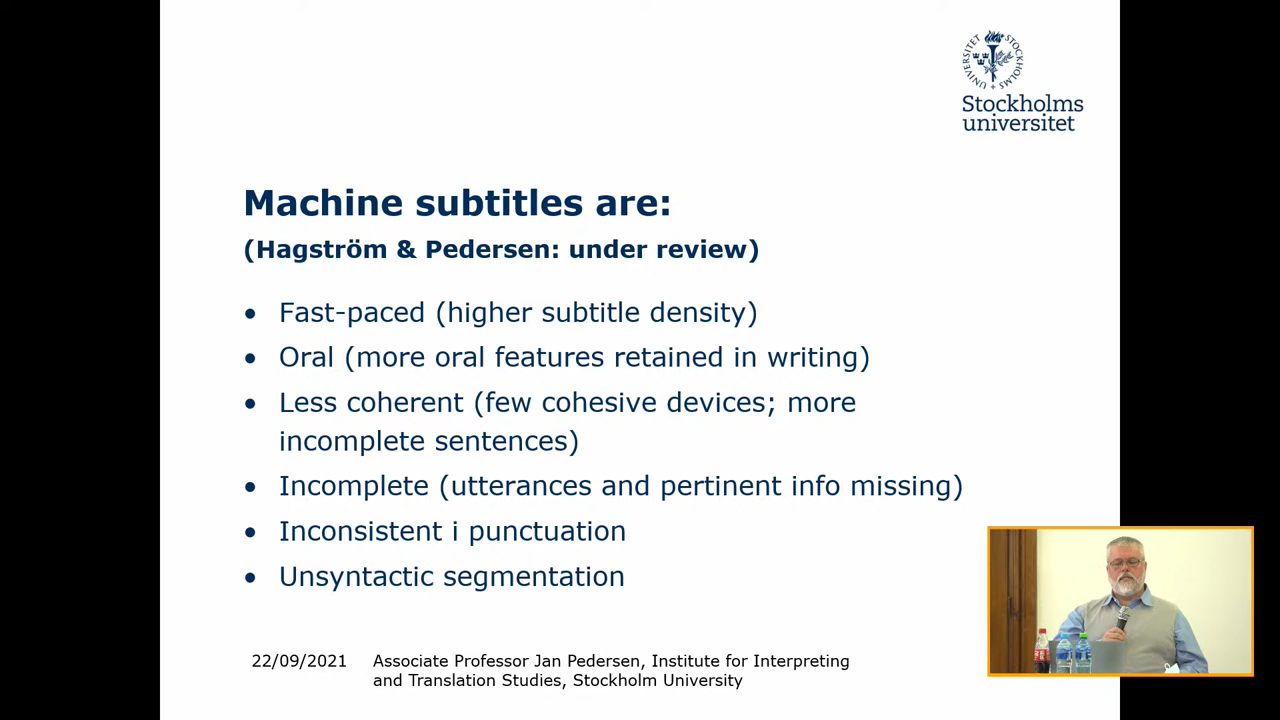 UNIVERSITET STOCKHOLMS
Stockholms
universitet
Machine subtitles are:
(Hagström & Pedersen: under review)
• Fast-paced (higher subtitle density)
• Oral (more oral features retained in writing)
• Less coherent (few cohesive devices; more
incomplete sentences)
• Incomplete (utterances and pertinent info missing)
• Inconsistent i punctuation
• Unsyntactic segmentation
22/09/2021 Associate Professor Jan Pedersen, Institute for Interpreting
and Translation Studies, Stockholm University